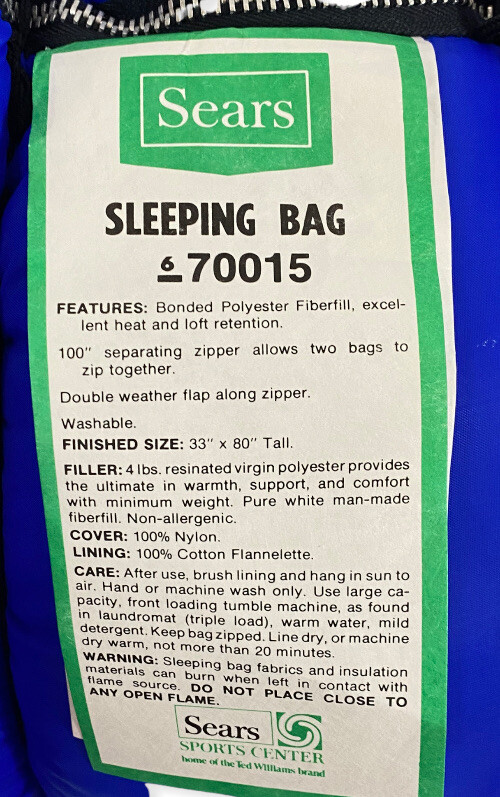 Sears
SLEEPING BAG
6 70015
FEATURES: Bonded Polyester Fiberfill, excel-
lent heat and loft retention.
100" separating zipper allows two bags to
zip together.
Double weather flap along zipper.
Washable.
FINISHED SIZE: 33" x 80" Tall.
FILLER: 4 lbs. resinated virgin polyester provides
the ultimate in warmth, support, and comfort
with minimum weight. Pure white man-made
fiberfill. Non-allergenic.
COVER: 100% Nylon.
LINING: 100% Cotton Flannelette.
CARE: After use, brush lining and hang in sun to
air. Hand or machine wash only. Use large ca-
pacity, front loading tumble machine, as found
in laundromat (triple load), warm water, mild
detergent. Keep bag zipped. Line dry, or machine
dry warm, not more than 20 minutes.
WARNING: Sleeping bag fabrics and insulation
materials can burn when left in contact with
flame source. DO NOT PLACE CLOSE TO
ANY OPEN FLAME.
Sears
SPORTS CENTER
home of the Ted Williams brand